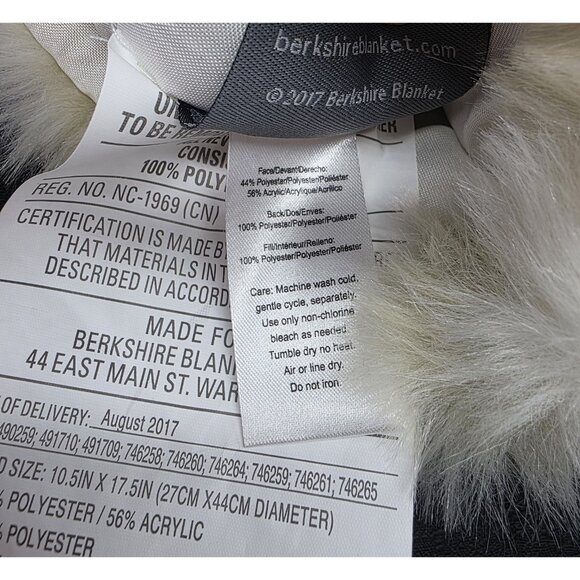 berkshireblanket.com
© 2017 Berkshire Blanket
UN
TO BE REMOVED
CONSI
100% POLY
REG. NO. NC-1969 (CN)
CERTIFICATION IS MADE B
THAT MATERIALS IN T
DESCRIBED IN ACCORD
MADE FO
BERKSHIRE BLAN
44 EAST MAIN ST. WAR
OF DELIVERY: August 2017
490259; 491710; 491709; 746258; 746260; 746264; 746259; 746261; 746265
D SIZE: 10.5IN X 17.5IN (27CM X44CM DIAMETER)
% POLYESTER / 56% ACRYLIC
% POLYESTER
Face/Devant/Derecho:
44% Polyester/Polyester/Poliéster
56% Acrylic/Acrylique/Acrílico
Back/Dos/Enves:
100% Polyester/Polyester/Poliéster
Fill/Intérieur/Relleno:
100% Polyester/Polyester/Poliéster
Care: Machine wash cold,
gentle cycle, separately.
Use only non-chlorine
bleach as needed.
Tumble dry no heat.
Air or line dry.
Do not iron.